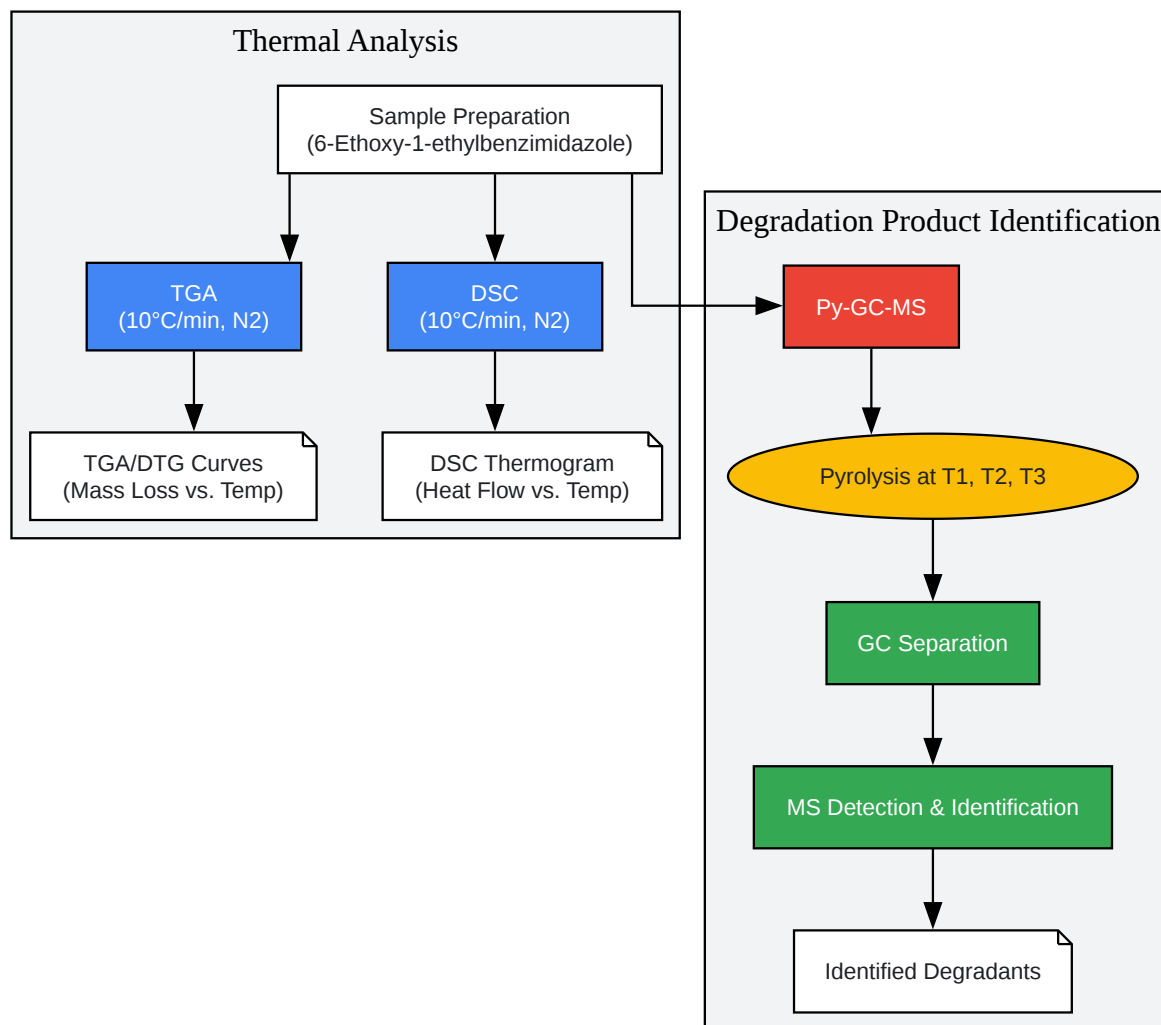 Thermal Analysis
Sample Preparation
(6-Ethoxy-1-ethylbenzimidazole)
TGA
(10°C/min, N2)
DSC
(10°C/min, N2)
TGA/DTG Curves
(Mass Loss vs. Temp)
DSC Thermogram
(Heat Flow vs. Temp)
Degradation Product Identification
Py-GC-MS
Pyrolysis at T1, T2, T3
GC Separation
MS Detection & Identification
Identified Degradants